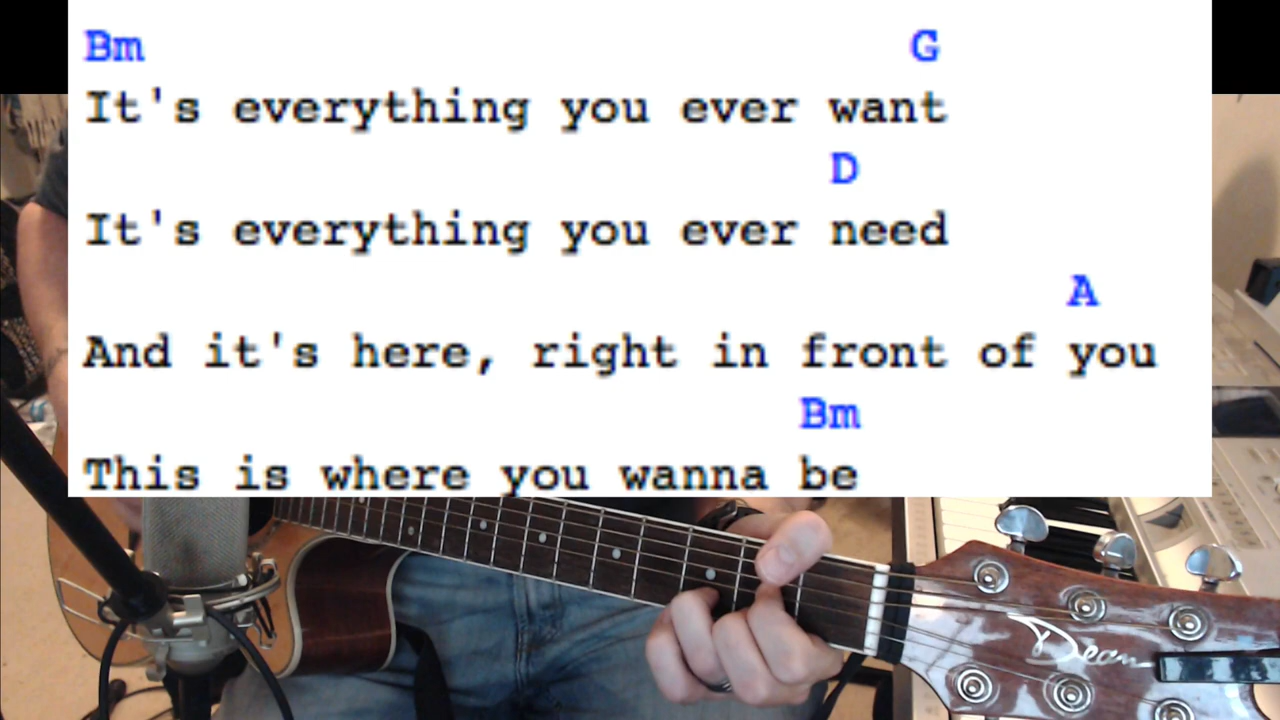 Bm G
It's everything you ever want
D
It's everything you ever need
A
And it's here, right in front of you
Bm
This is where you wanna be
Dean